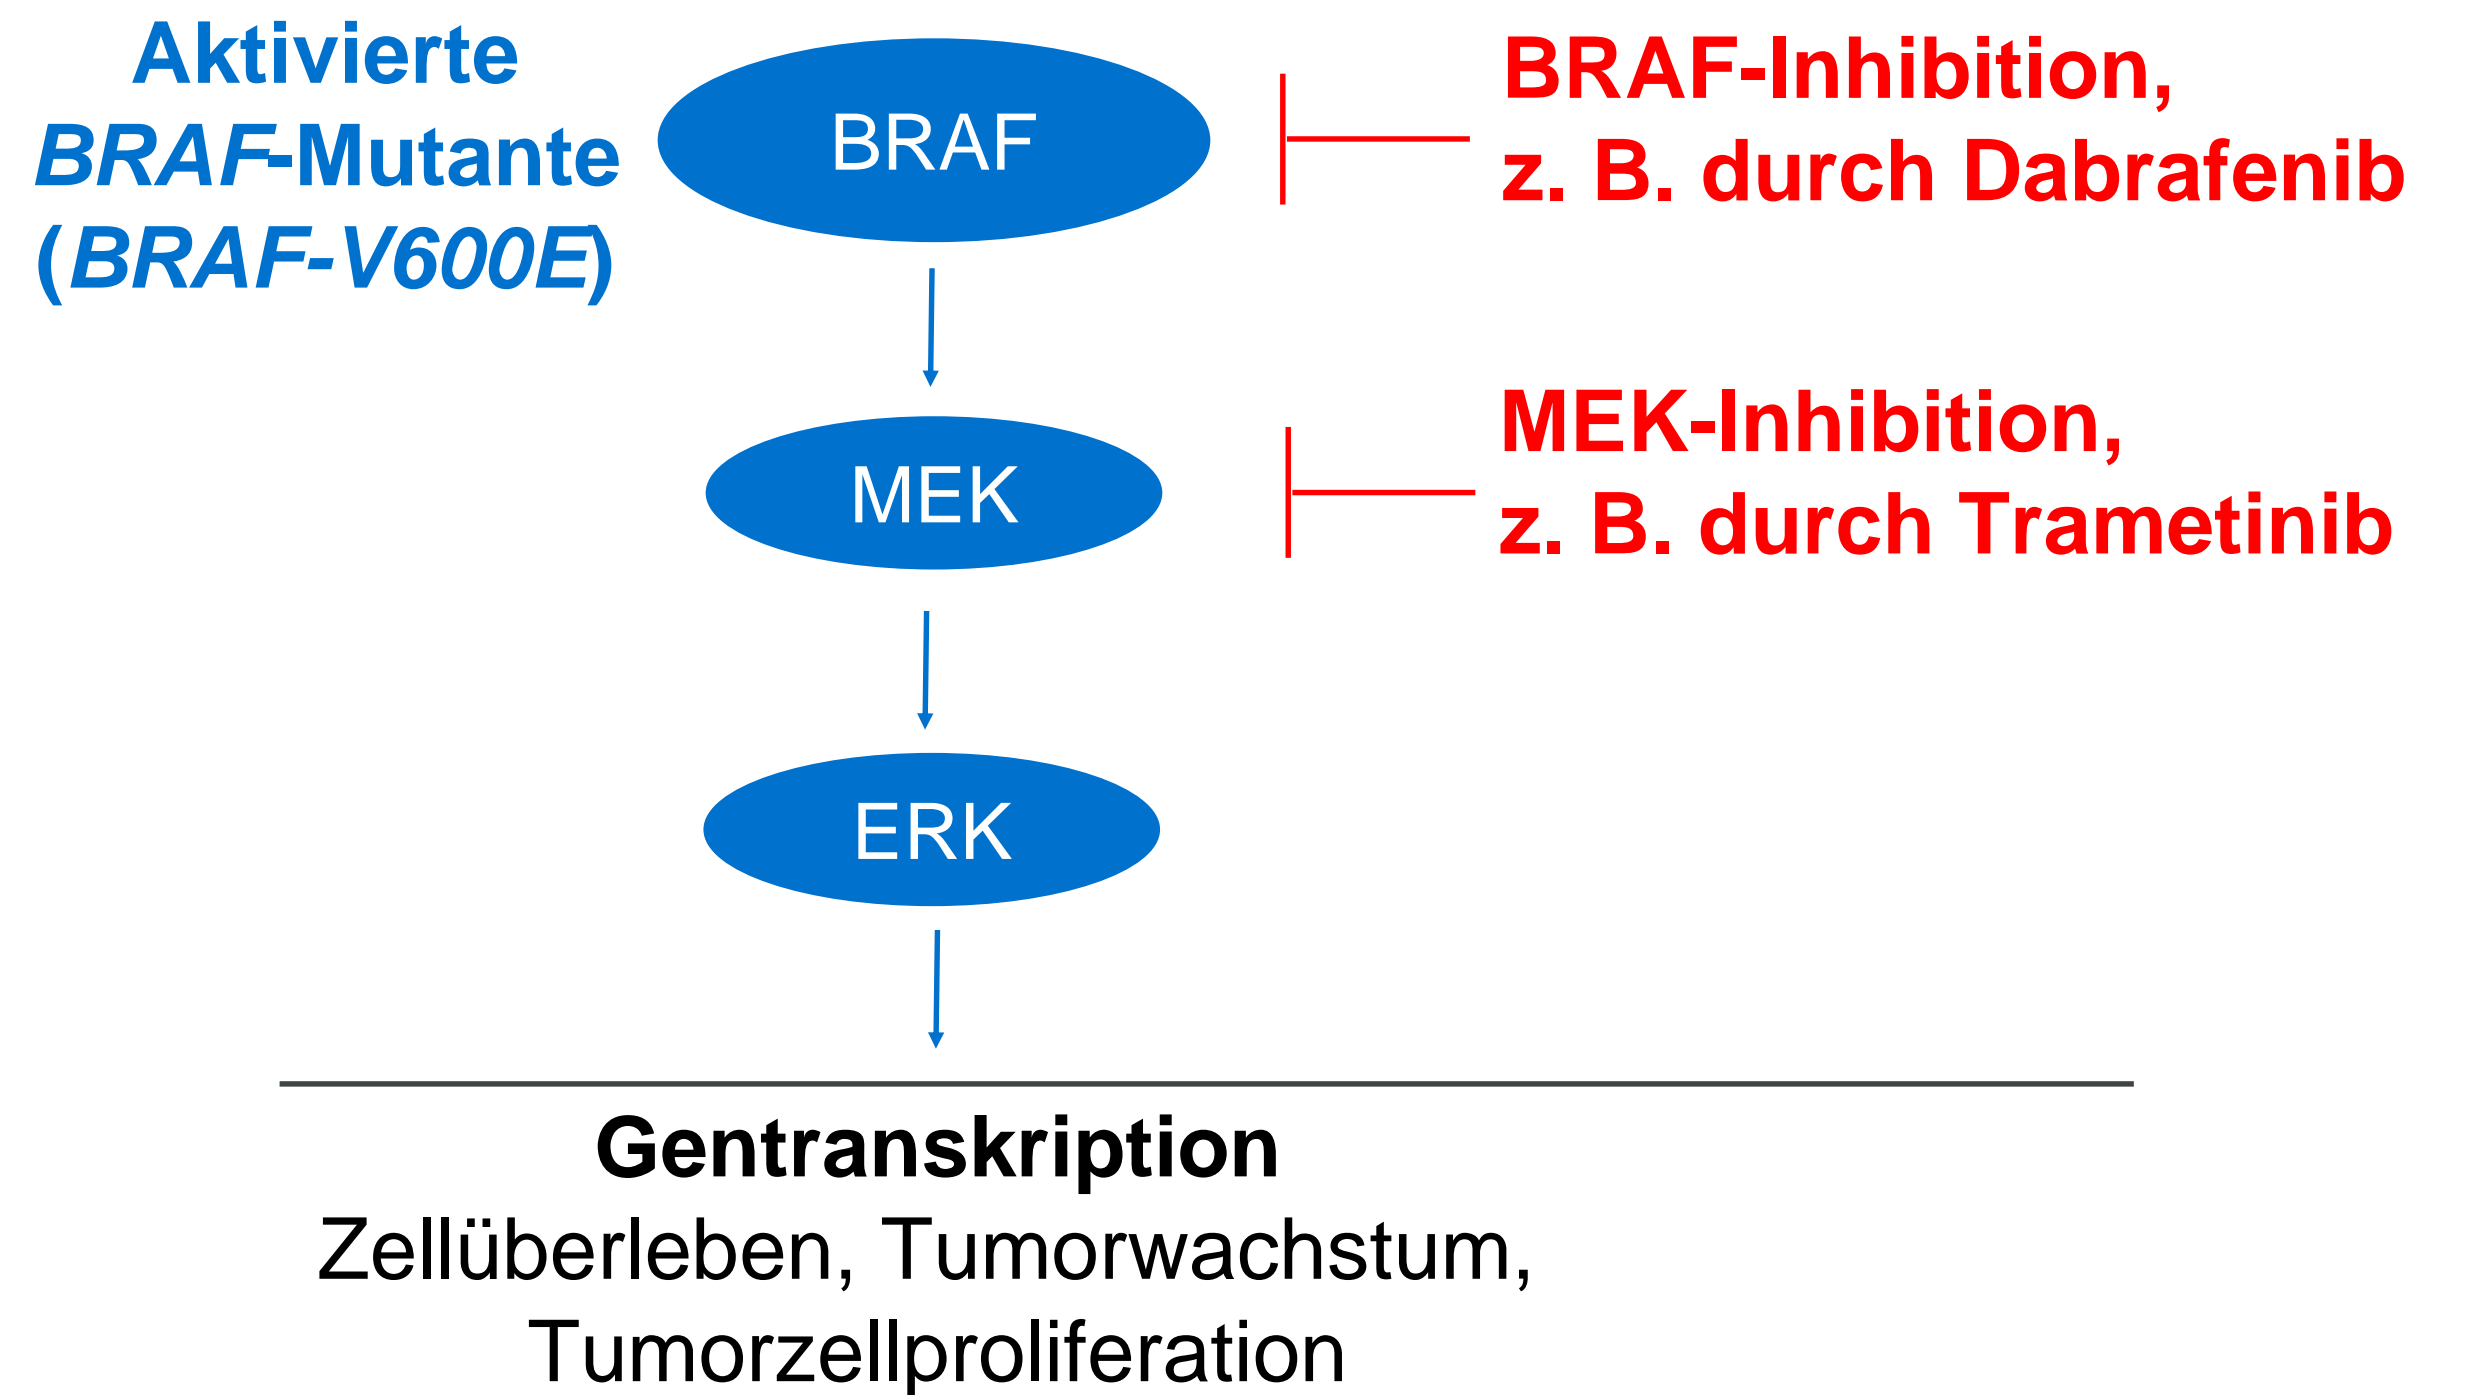 Aktivierte
BRAF-Mutante
(BRAF-V600E)
BRAF
BRAF-Inhibition,
z. B. durch Dabrafenib
MEK
MEK-Inhibition,
z. B. durch Trametinib
ERK
Gentranskription
Zellüberleben, Tumorwachstum,
Tumorzellproliferation